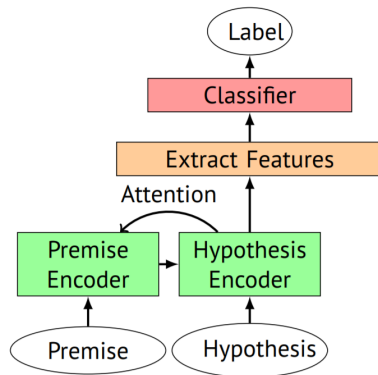 Label
Classifier
Extract Features
Attention
Premise
Encoder
Hypothesis
Encoder
Premise
Hypothesis